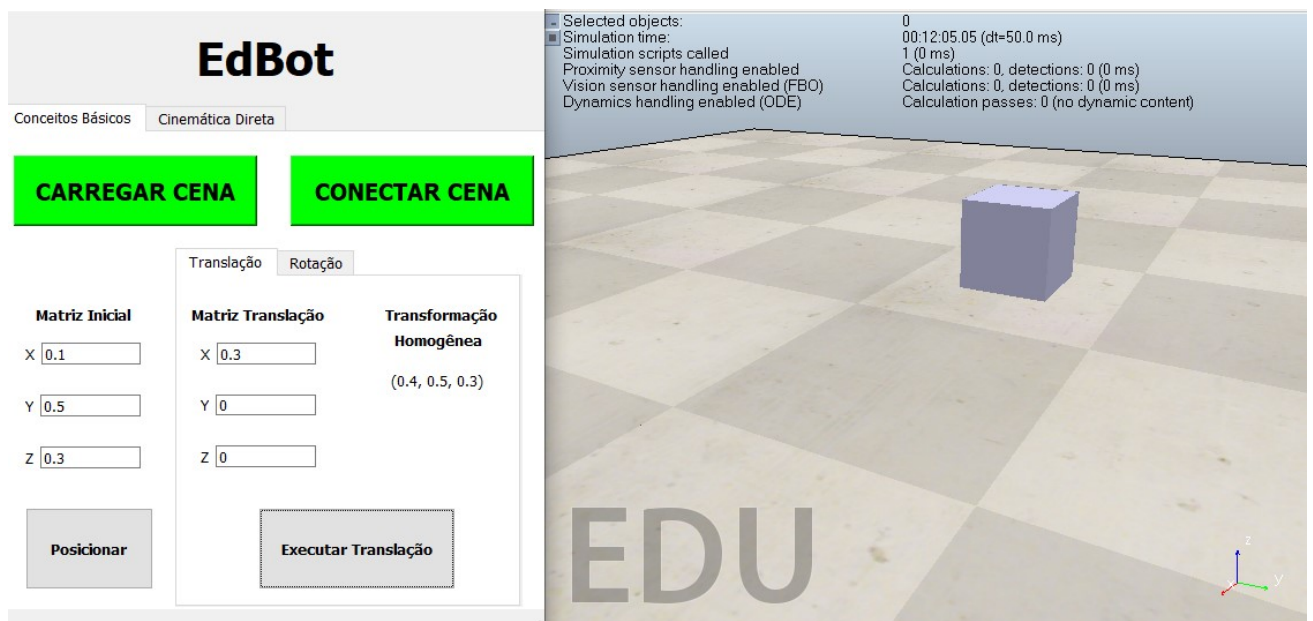 EdBot
Conceitos Básicos Cinemática Direta
CARREGAR CENA CONECTAR CENA
Translação Rotação
Matriz Inicial Matriz Translação Transformação
Homogênea
X 0.1 X 0.3
(0.4, 0.5, 0.3)
Y 0.5 Y 0
Z 0.3 Z 0
Posicionar Executar Translação
Selected objects: 0
Simulation time: 00:12:05.05 (dt=50.0 ms)
Simulation scripts called 1 (0 ms)
Proximity sensor handling enabled Calculations: 0, detections: 0 (0 ms)
Vision sensor handling enabled (FBO) Calculations: 0, detections: 0 (0 ms)
Dynamics handling enabled (ODE) Calculation passes: 0 (no dynamic content)
EDU
z
y